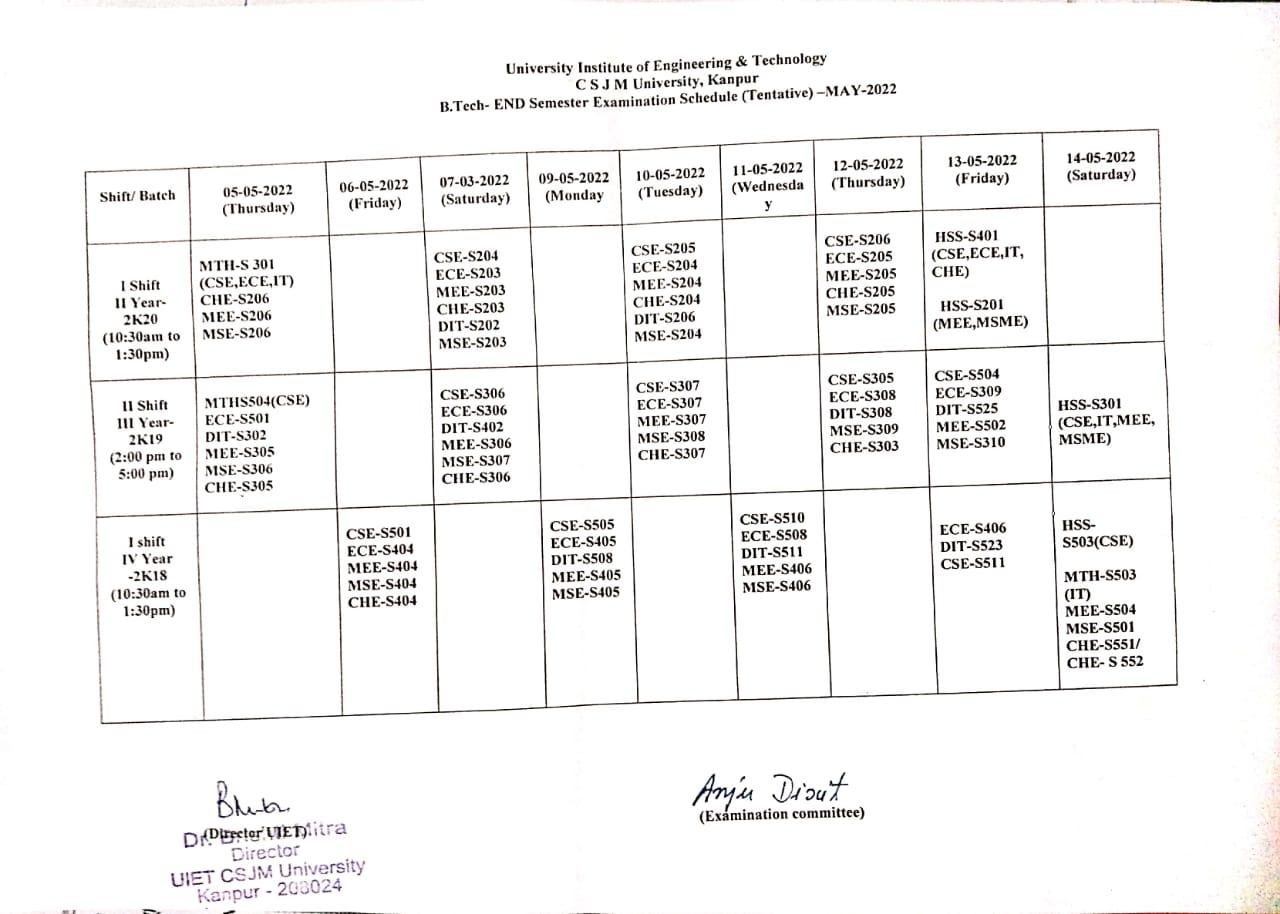 University Institute of Engineering & Technology
C S J M University, Kanpur
B.Tech- END Semester Examination Schedule (Tentative) –MAY-2022
Shift/ Batch
05-05-2022
(Thursday)
06-05-2022
(Friday)
07-03-2022
(Saturday)
09-05-2022
(Monday
10-05-2022
(Tuesday)
11-05-2022
(Wednesda
y
12-05-2022
(Thursday)
13-05-2022
(Friday)
14-05-2022
(Saturday)
I Shift
II Year-
2K20
(10:30am to
1:30pm)
MTH-S 301
(CSE,ECE,IT)
CHE-S206
MEE-S206
MSE-S206
CSE-S204
ECE-S203
MEE-S203
CHE-S203
DIT-S202
MSE-S203
CSE-S205
ECE-S204
MEE-S204
CHE-S204
DIT-S206
MSE-S204
CSE-S206
ECE-S205
MEE-S205
CHE-S205
MSE-S205
HSS-S401
(CSE,ECE,IT,
CHE)
HSS-S201
(MEE,MSME)
II Shift
III Year-
2K19
(2:00 pm to
5:00 pm)
MTHS504(CSE)
ECE-S501
DIT-S302
MEE-S305
MSE-S306
CHE-S305
CSE-S306
ECE-S306
DIT-S402
MEE-S306
MSE-S307
CHE-S306
CSE-S307
ECE-S307
MEE-S307
MSE-S308
CHE-S307
CSE-S305
ECE-S308
DIT-S308
MSE-S309
CHE-S303
CSE-S504
ECE-S309
DIT-S525
MEE-S502
MSE-S310
HSS-S301
(CSE,IT,MEE,
MSME)
I shift
IV Year
-2K18
(10:30am to
1:30pm)
CSE-S501
ECE-S404
MEE-S404
MSE-S404
CHE-S404
CSE-S505
ECE-S405
DIT-S508
MEE-S405
MSE-S405
CSE-S510
ECE-S508
DIT-S511
MEE-S406
MSE-S406
ECE-S406
DIT-S523
CSE-S511
HSS-
S503(CSE)
MTH-S503
(IT)
MEE-S504
MSE-S501
CHE-S551/
CHE- S 552
(Director UIET)
Dr. Mitra
Director
UIET CSJM University
Kanpur - 208024
Anju Dixit
(Examination committee)